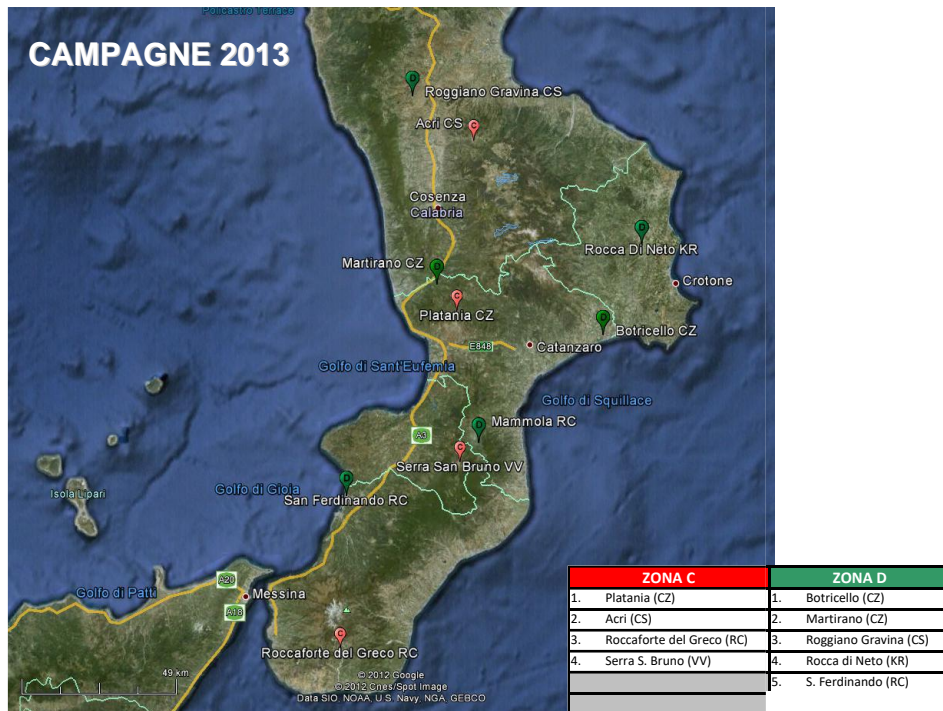 Policastro Terrace
CAMPAGNE 2013
D
Roggiano Gravina CS
Acri CS
C
Cosenza
Calabria
D
Rocca Di Neto KR
Martirano CZ
D
Crotone
C
Platania CZ
D
Botricello CZ
E848
Catanzaro
Golfo di Sant'Eufemia
Golfo di Squillace
D
Mammola RC
A3
C
Serra San Bruno VV
D
San Ferdinando RC
Golfo di Gioia
Isola Lipari
Golfo di Patti
A20
Messina
A18
C
Roccaforte del Greco RC
49 km
© 2012 Google
© 2012 Cnes/Spot Image
Data SIO, NOAA, U.S. Navy, NGA, GEBCO
ZONA C
ZONA D
1. Platania (CZ)
1. Botricello (CZ)
2. Acri (CS)
2. Martirano (CZ)
3. Roccaforte del Greco (RC)
3. Roggiano Gravina (CS)
4. Serra S. Bruno (VV)
4. Rocca di Neto (KR)
5. S. Ferdinando (RC)